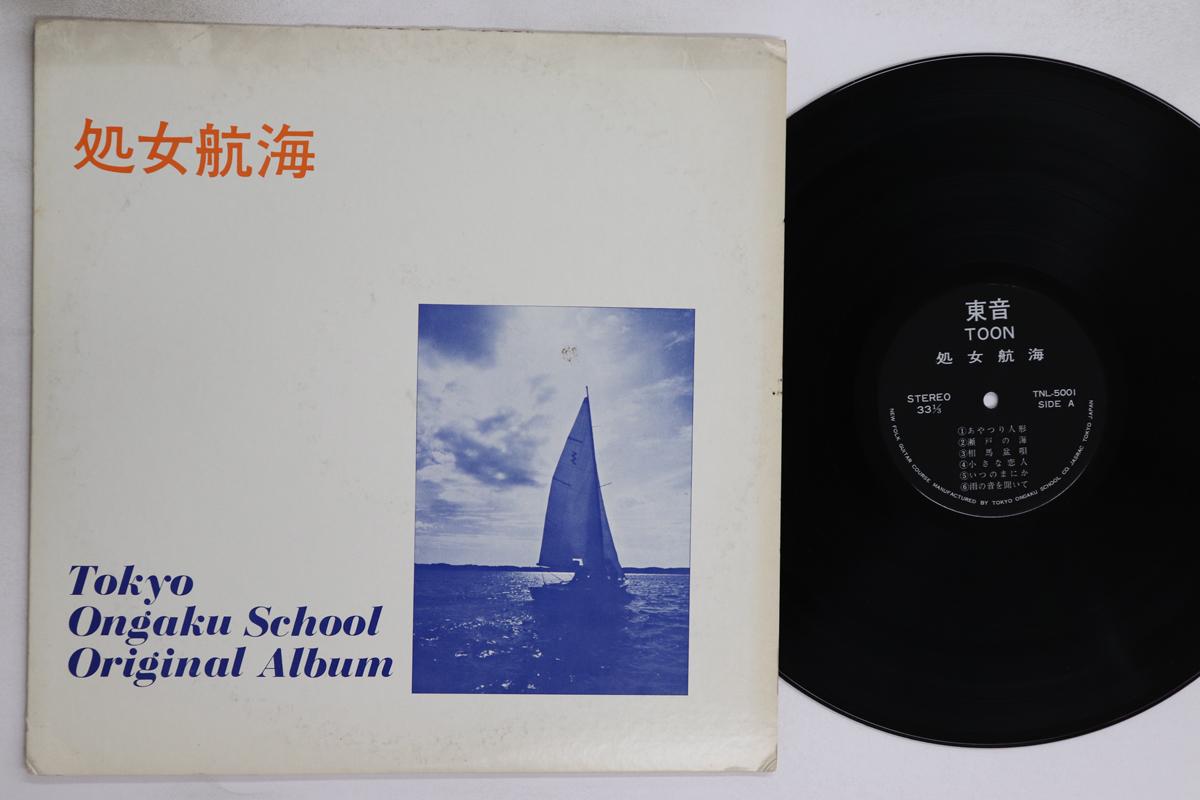 処女航海
Tokyo
Ongaku School
Original Album
東音
TOON
処女航海
STEREO
33⅓
TNL-5001
SIDE A
①あやつり人形
②瀬戸の海
③相馬盆唄
④小さな恋人
⑤いつのまにか
⑥雨の音を聞いて
NEW FOLK GUITAR COURSE MANUFACTURED BY TOKYO ONGAKU SCHOOL CO. JASRAC TOKYO JAPAN